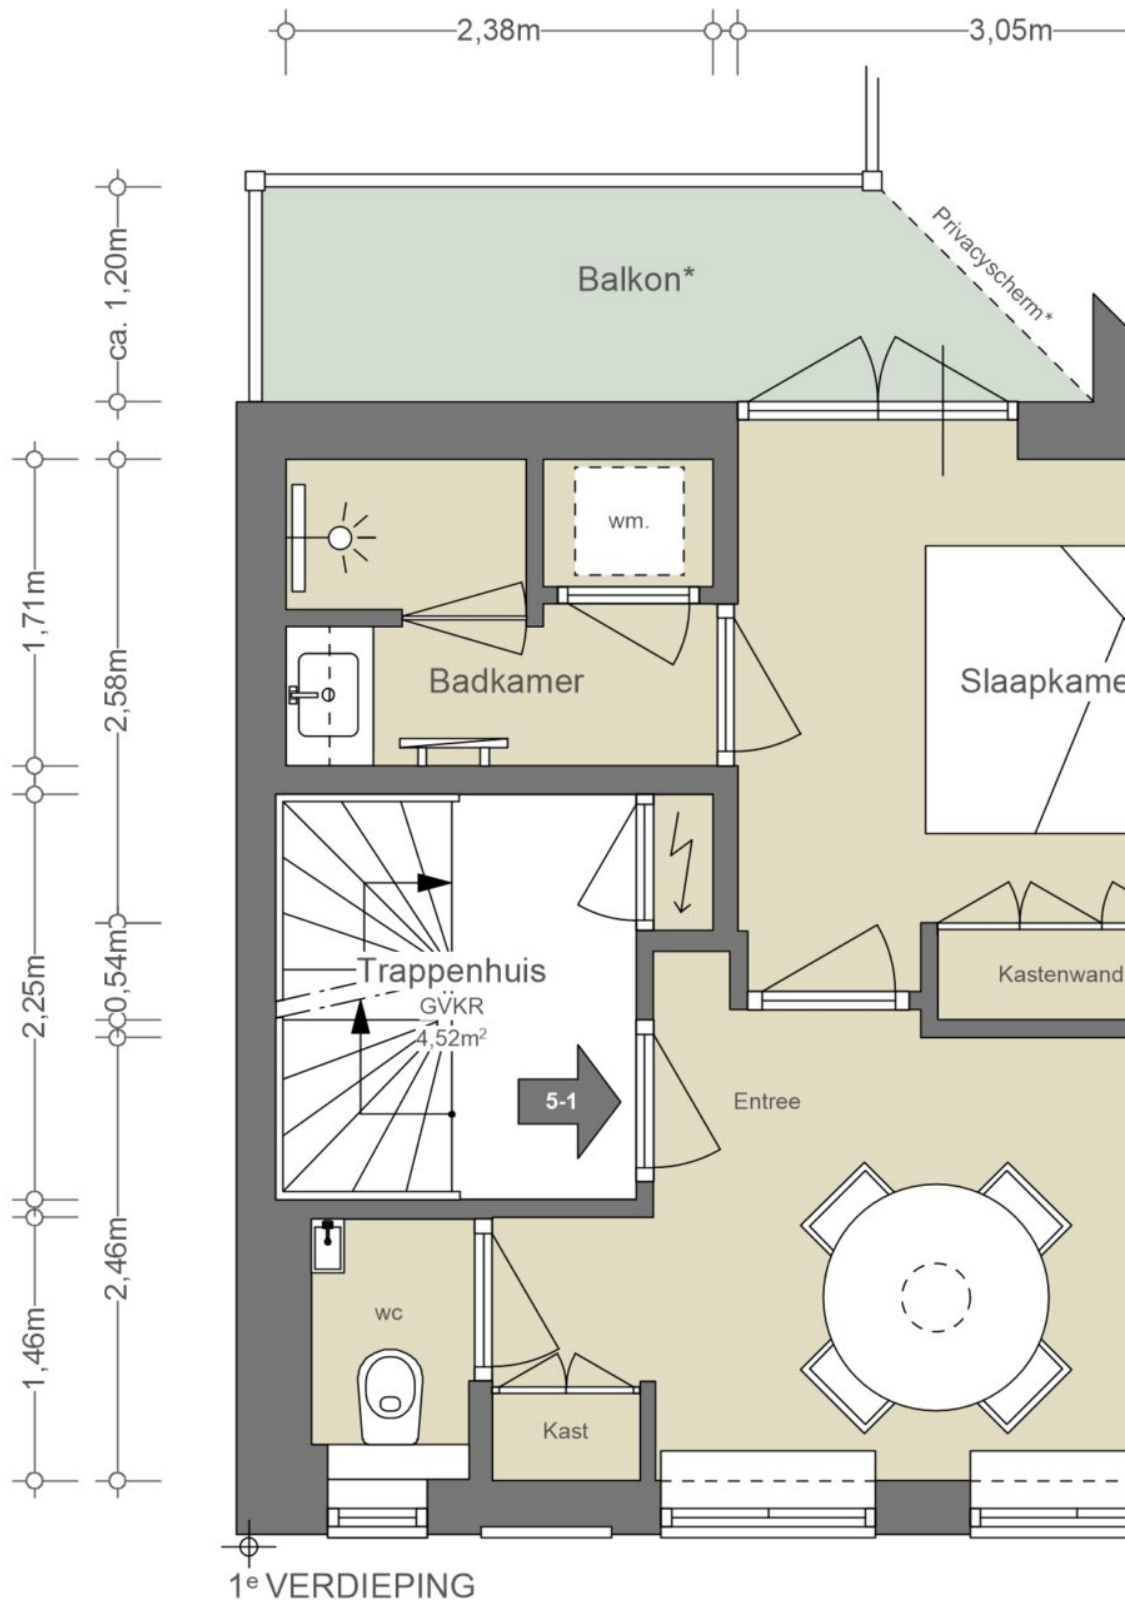 2,38m
3,05m
ca. 1,20m
Balkon*
Privacyscherm*
1,71m
2,58m
wm.
Badkamer
Slaapkame
2,25m
0,54m
Trappenhuis
GVKR
4,52m²
Kastenwand
5-1
Entree
1,46m
2,46m
wc
Kast
1e VERDIEPING